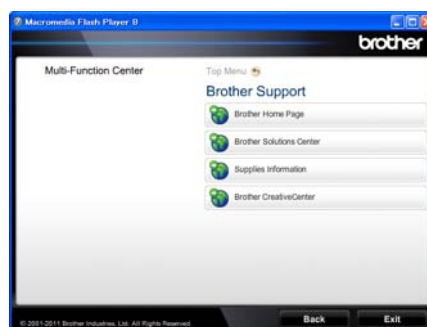 Macromedia Flash Player 8
brother
Multi-Function Center
Top Menu
Brother Support
Brother Home Page
Brother Solutions Center
Supplies Information
Brother CreativeCenter
© 2001-2011 Brother Industries, Ltd. All Rights Reserved.
Back
Exit